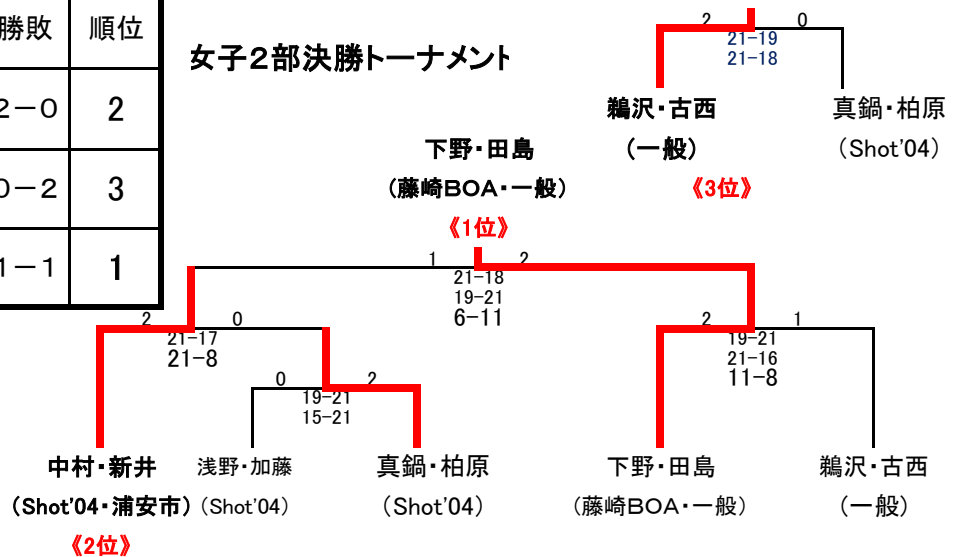 勝敗 順位
2－0 2
0－2 3
1－1 1
女子２部決勝トーナメント
2 0
21-19
21-18
鵜沢・古西 真鍋・柏原
(一般) (Shot'04)
《3位》
下野・田島
(藤崎BOA・一般)
《1位》
1 2
21-18
19-21
6-11
2 0
21-17
21-8
0 2
19-21
15-21
2 1
19-21
21-16
11-8
中村・新井 浅野・加藤 真鍋・柏原 下野・田島 鵜沢・古西
(Shot'04・浦安市) (Shot'04) (Shot'04) (藤崎BOA・一般) (一般)
《2位》